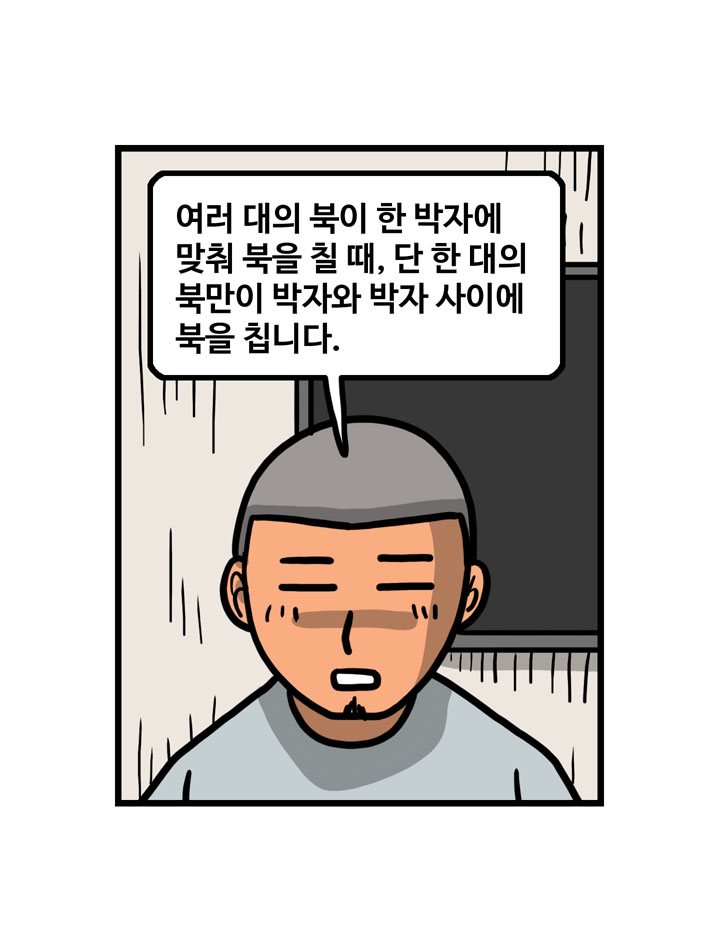 여러 대의 북이 한 박자에
맞춰 북을 칠 때, 단 한 대의
북만이 박자와 박자 사이에
북을 칩니다.